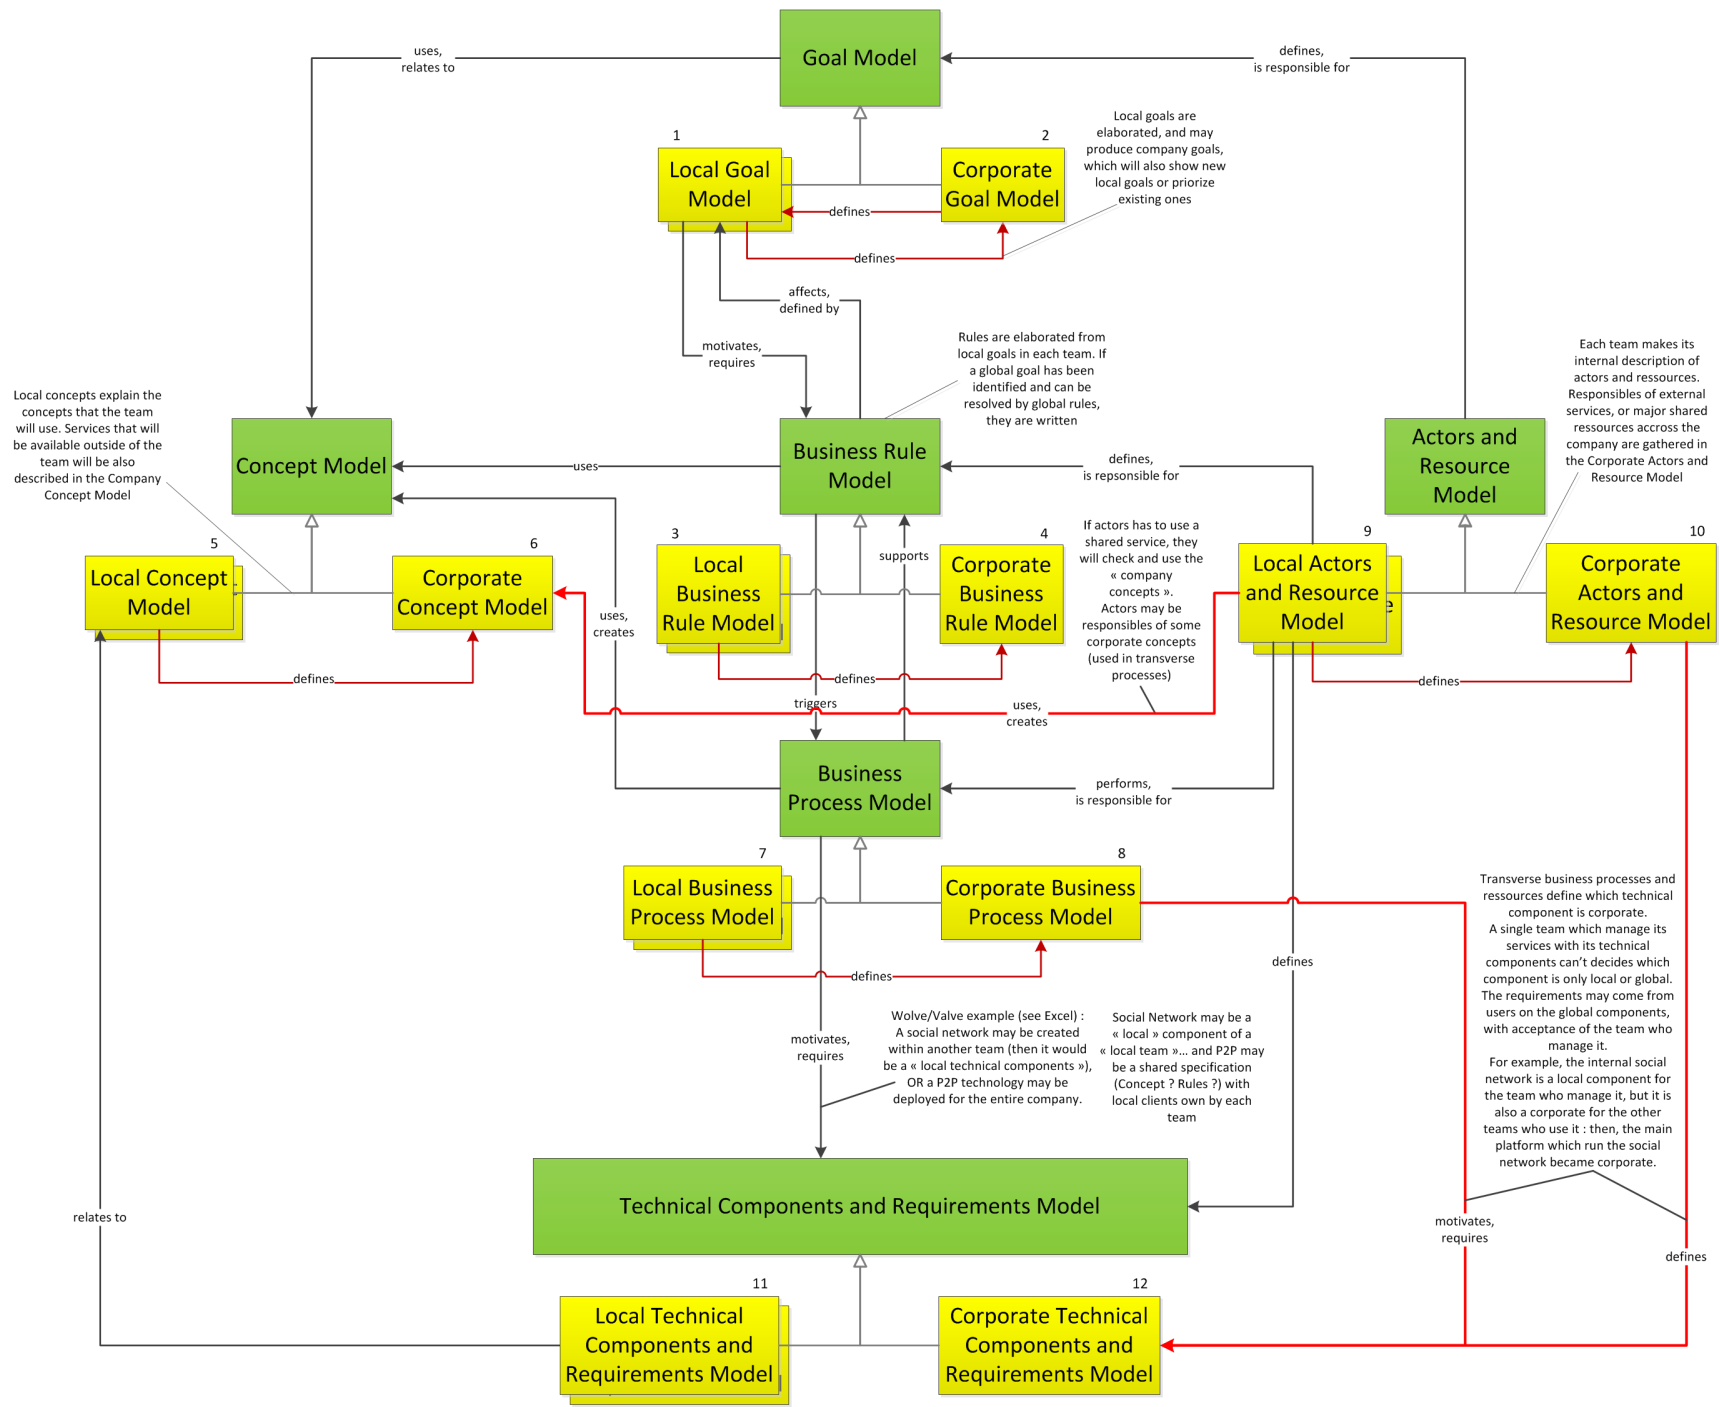 Goal Model
uses,
relates to
defines,
is responsible for
Local goals are
elaborated, and may
produce company goals,
which will also show new
local goals or priorize
existing ones
1
Local Goal
Model
2
Corporate
Goal Model
defines
defines
affects,
defined by
motivates,
requires
Rules are elaborated from
local goals in each team. If
a global goal has been
identified and can be
resolved by global rules,
they are written
Each team makes its
internal description of
actors and ressources.
Responsibles of external
services, or major shared
ressources accross the
company are gathered in
the Corporate Actors and
Resource Model
Local concepts explain the
concepts that the team
will use. Services that will
be available outside of the
team will be also
described in the Company
Concept Model
Concept Model
uses
Business Rule
Model
defines,
is repsonsible for
Actors and
Resource
Model
5
Local Concept
Model
6
Corporate
Concept Model
defines
uses,
creates
3
Local
Business
Rule Model
4
Corporate
Business
Rule Model
supports
defines
triggers
If actors has to use a
shared service, they
will check and use the
« company
concepts ».
Actors may be
responsibles of some
corporate concepts
(used in transverse
processes)
9
Local Actors
and Resource
Model
e
10
Corporate
Actors and
Resource Model
defines
uses,
creates
Business
Process Model
performs,
is responsible for
7
Local Business
Process Model
8
Corporate Business
Process Model
defines
defines
Transverse business processes and
ressources define which technical
component is corporate.
A single team which manage its
services with its technical
components can't decides which
component is only local or global.
The requirements may come from
users on the global components,
with acceptance of the team who
manage it.
For example, the internal social
network is a local component for
the team who manage it, but it is
also a corporate for the other
teams who use it : then, the main
platform which run the social
network became corporate.
motivates,
requires
Wolve/Valve example (see Excel) :
A social network may be created
within another team (then it would
be a « local technical components »),
OR a P2P technology may be
deployed for the entire company.
Social Network may be a
« local » component of a
« local team »... and P2P may
be a shared specification
(Concept ? Rules ?) with
local clients own by each
team
Technical Components and Requirements Model
relates to
motivates,
requires
defines
11
Local Technical
Components and
Requirements Model
12
Corporate Technical
Components and
Requirements Model